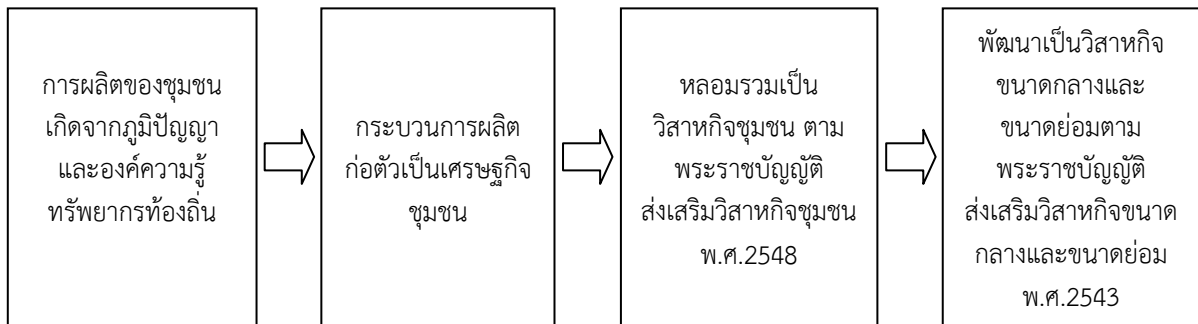 การผลิตของชุมชน
เกิดจากภูมิปัญญา
และองค์ความรู้
ทรัพยากรท้องถิ่น
กระบวนการผลิต
ก่อตัวเป็นเศรษฐกิจ
ชุมชน
หลอมรวมเป็น
วิสาหกิจชุมชน ตาม
พระราชบัญญัติ
ส่งเสริมวิสาหกิจชุมชน
พ.ศ.2548
พัฒนาเป็นวิสาหกิจ
ขนาดกลางและ
ขนาดย่อมตาม
พระราชบัญญัติ
ส่งเสริมวิสาหกิจขนาด
กลางและขนาดย่อม
พ.ศ.2543